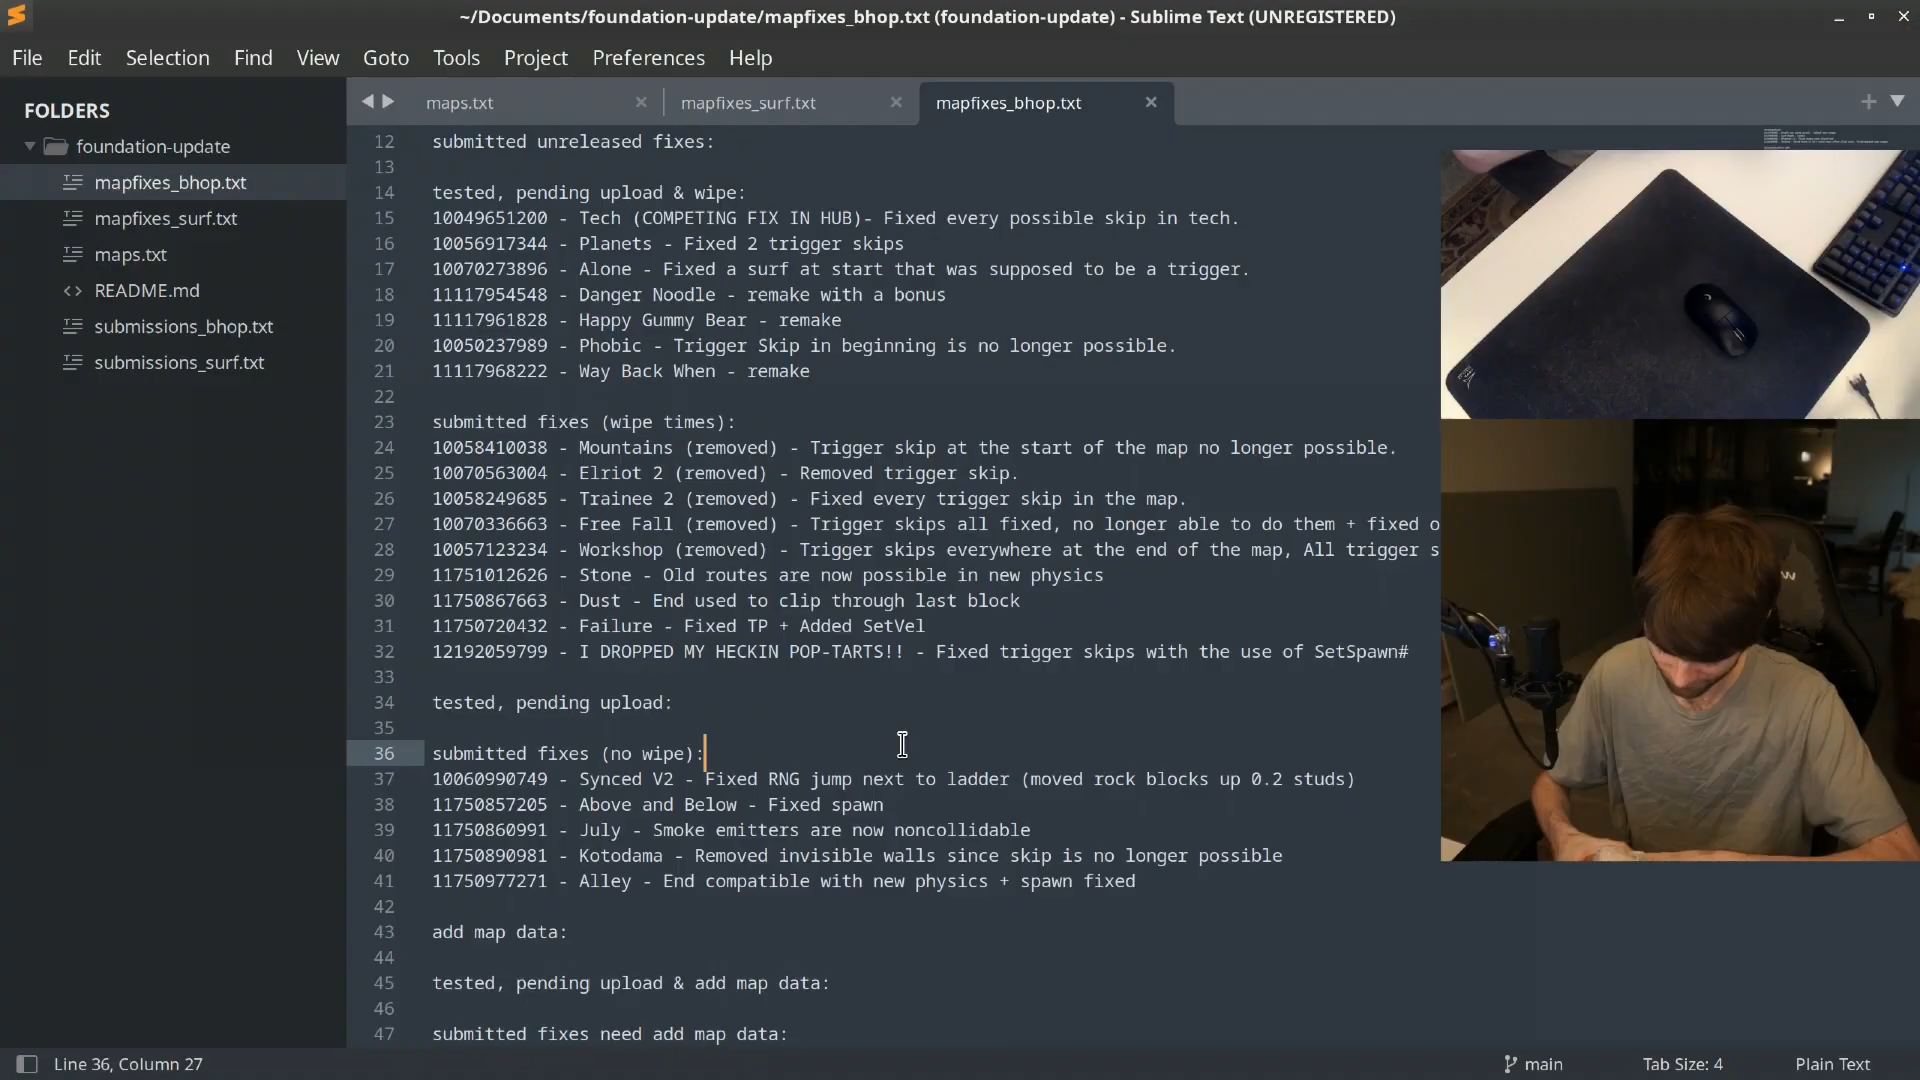 ~/Documents/foundation-update/mapfixes_bhop.txt (foundation-update) - Sublime Text (UNREGISTERED)
File Edit Selection Find View Goto Tools Project Preferences Help
FOLDERS
foundation-update
mapfixes_bhop.txt
mapfixes_surf.txt
maps.txt
README.md
submissions_bhop.txt
submissions_surf.txt
maps.txt mapfixes_surf.txt mapfixes_bhop.txt
12 submitted unreleased fixes:
13
14 tested, pending upload & wipe:
15 10049651200 - Tech (COMPETING FIX IN HUB)- Fixed every possible skip in tech.
16 10056917344 - Planets - Fixed 2 trigger skips
17 10070273896 - Alone - Fixed a surf at start that was supposed to be a trigger.
18 11117954548 - Danger Noodle - remake with a bonus
19 11117961828 - Happy Gummy Bear - remake
20 10050237989 - Phobic - Trigger Skip in beginning is no longer possible.
21 11117968222 - Way Back When - remake
22
23 submitted fixes (wipe times):
24 10058410038 - Mountains (removed) - Trigger skip at the start of the map no longer possible.
25 10070563004 - Elriot 2 (removed) - Removed trigger skip.
26 10058249685 - Trainee 2 (removed) - Fixed every trigger skip in the map.
27 10070336663 - Free Fall (removed) - Trigger skips all fixed, no longer able to do them + fixed o
28 10057123234 - Workshop (removed) - Trigger skips everywhere at the end of the map, All trigger s
29 11751012626 - Stone - Old routes are now possible in new physics
30 11750867663 - Dust - End used to clip through last block
31 11750720432 - Failure - Fixed TP + Added SetVel
32 12192059799 - I DROPPED MY HECKIN POP-TARTS!! - Fixed trigger skips with the use of SetSpawn#
33
34 tested, pending upload:
35
36 submitted fixes (no wipe):
37 10060990749 - Synced V2 - Fixed RNG jump next to ladder (moved rock blocks up 0.2 studs)
38 11750857205 - Above and Below - Fixed spawn
39 11750860991 - July - Smoke emitters are now noncollidable
40 11750890981 - Kotodama - Removed invisible walls since skip is no longer possible
41 11750977271 - Alley - End compatible with new physics + spawn fixed
42
43 add map data:
44
45 tested, pending upload & add map data:
46
47 submitted fixes need add map data:
Line 36, Column 27
main
Tab Size: 4
Plain Text